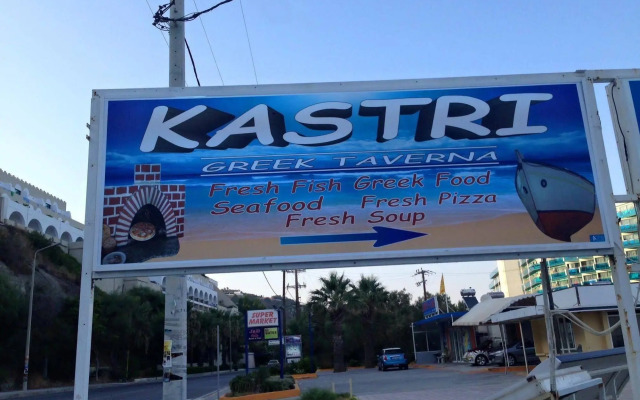 KASTRI
GREEK TAVERNA
Fresh Fish Greek Food
Seafood Fresh Pizza
Fresh Soup
SUPER
MARKET